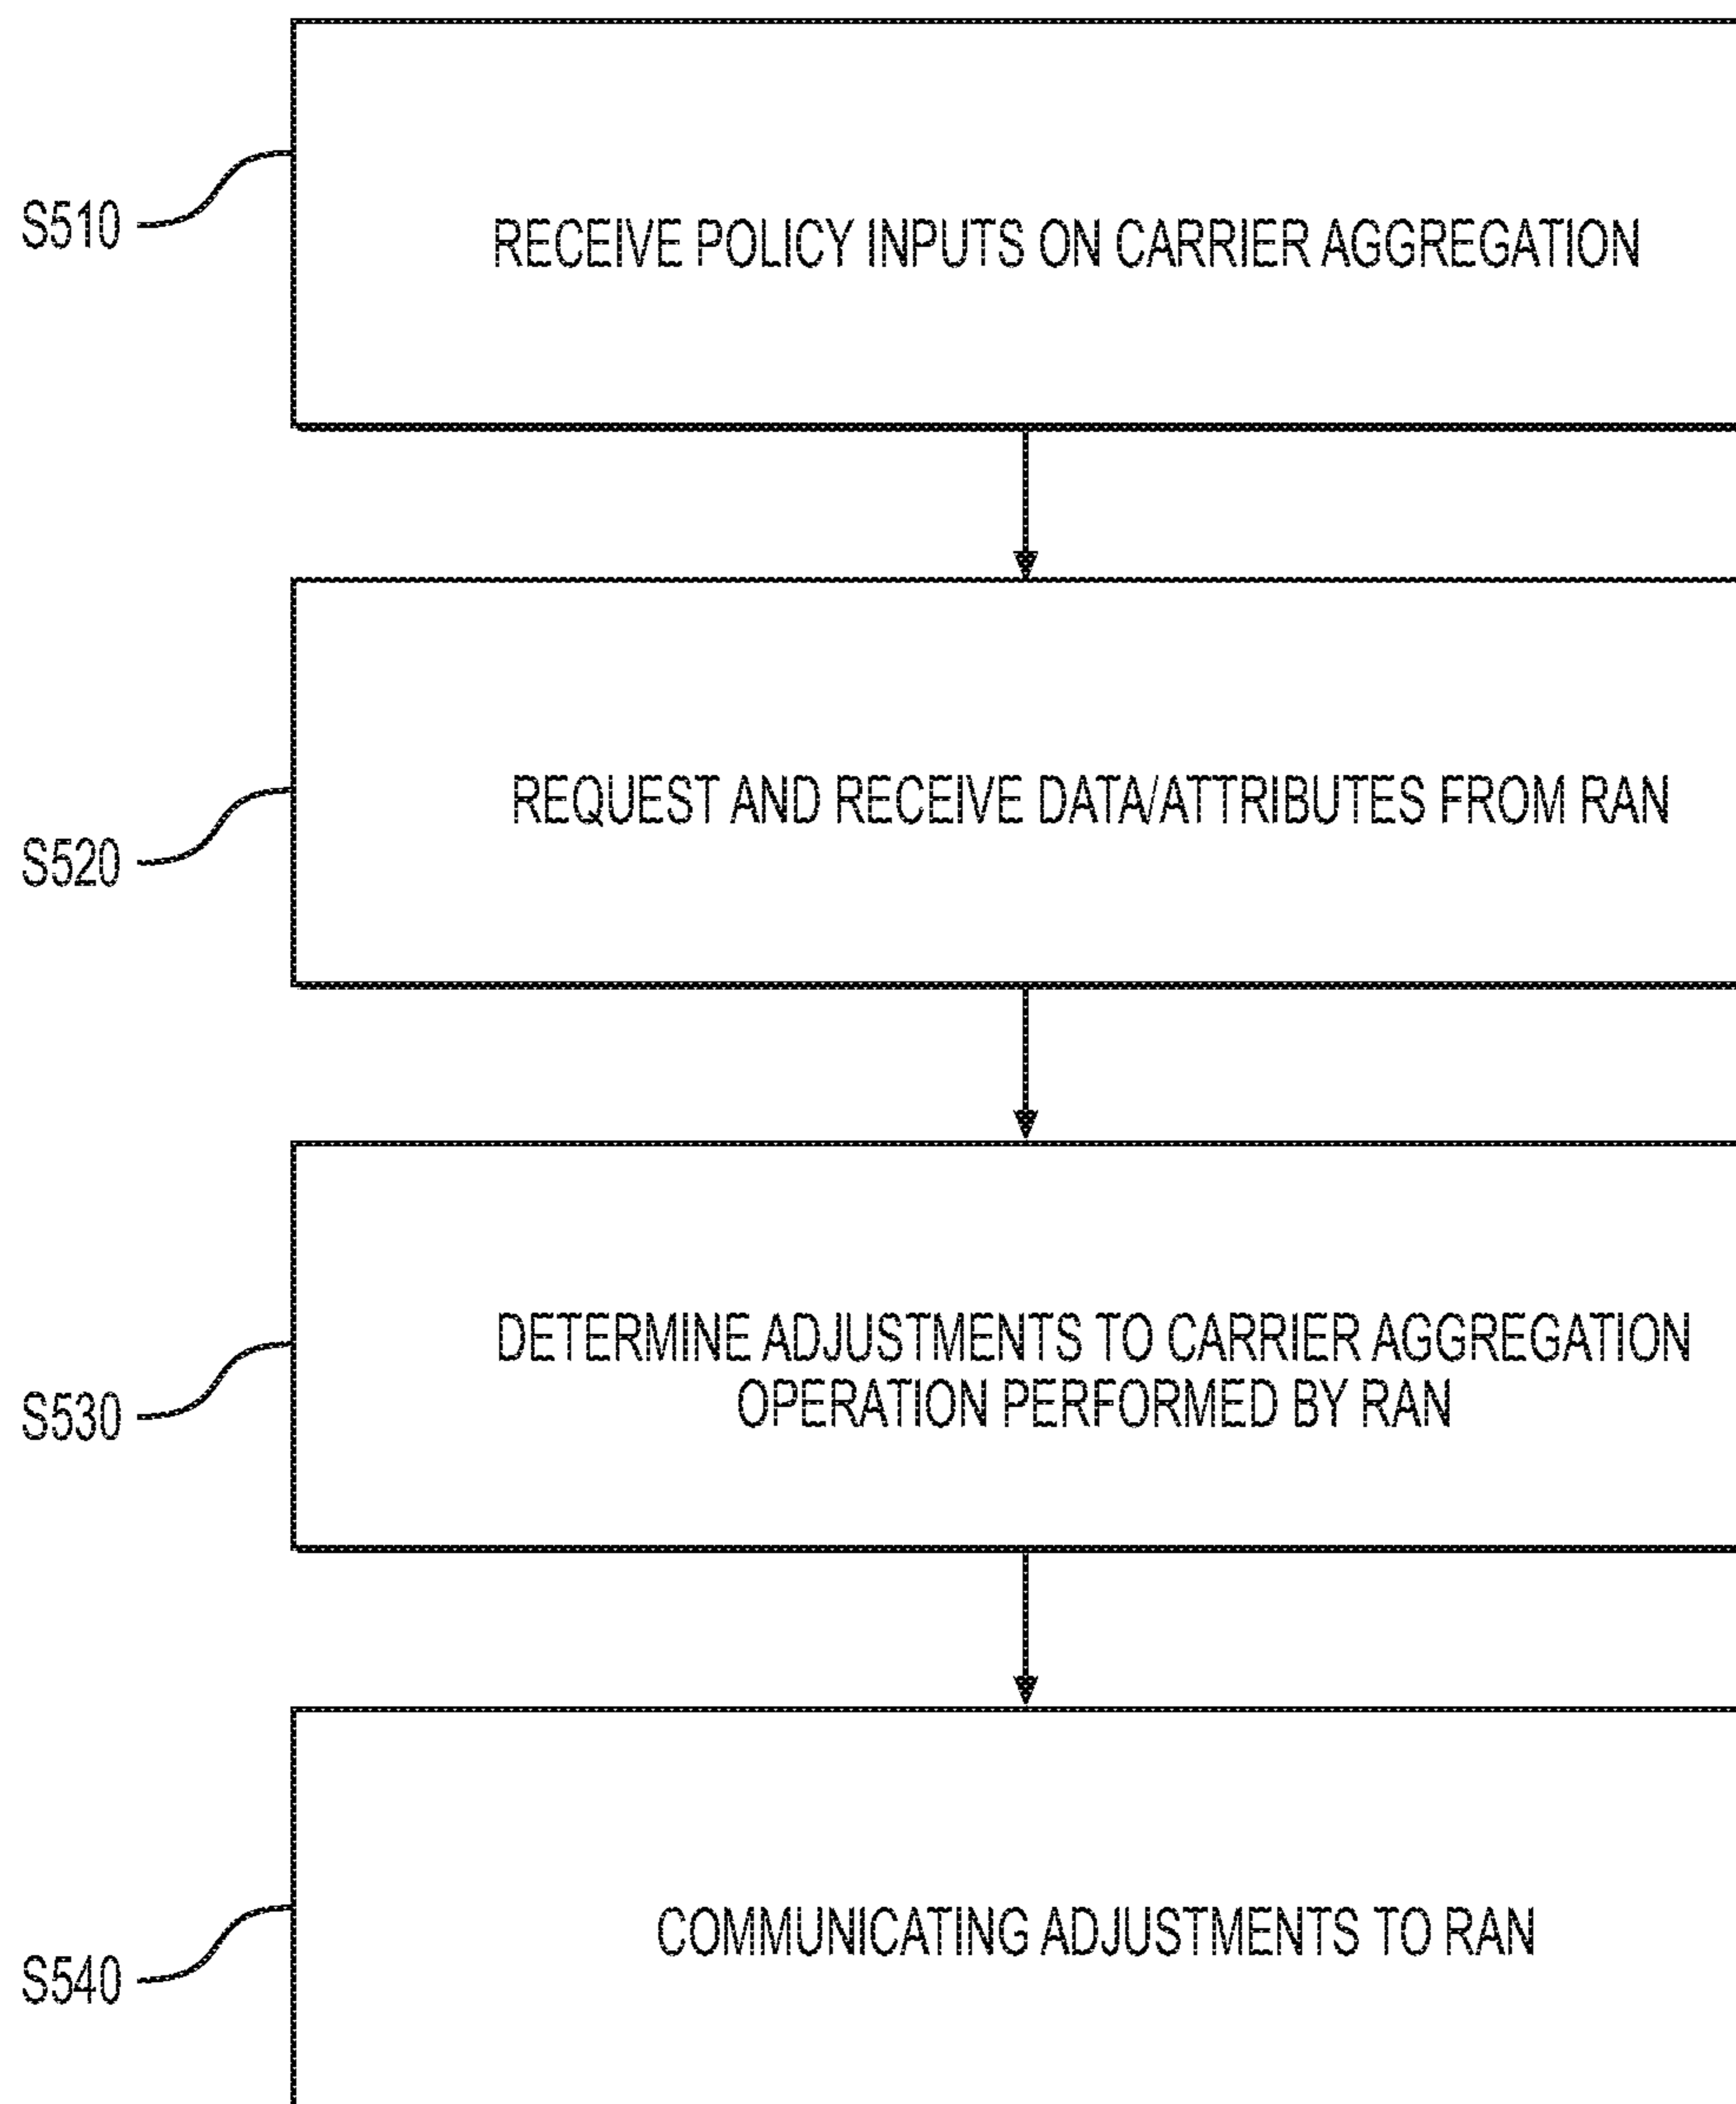 S510
RECEIVE POLICY INPUTS ON CARRIER AGGREGATION
S520
REQUEST AND RECEIVE DATA/ATTRIBUTES FROM RAN
S530
DETERMINE ADJUSTMENTS TO CARRIER AGGREGATION
OPERATION PERFORMED BY RAN
S540
COMMUNICATING ADJUSTMENTS TO RAN